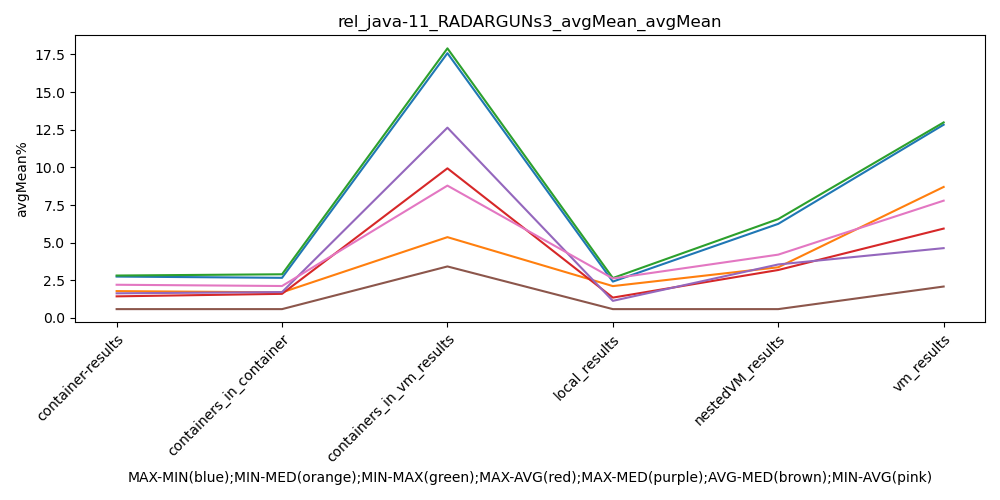 rel_java-11_RADARGUNs3_avgMean_avgMean
avgMean%
17.5
15.0
12.5
10.0
7.5
5.0
2.5
0.0
container-results
containers_in_container
containers_in_vm_results
local_results
nestedVM_results
vm_results
MAX-MIN(blue);MIN-MED(orange);MIN-MAX(green);MAX-AVG(red);MAX-MED(purple);AVG-MED(brown);MIN-AVG(pink)